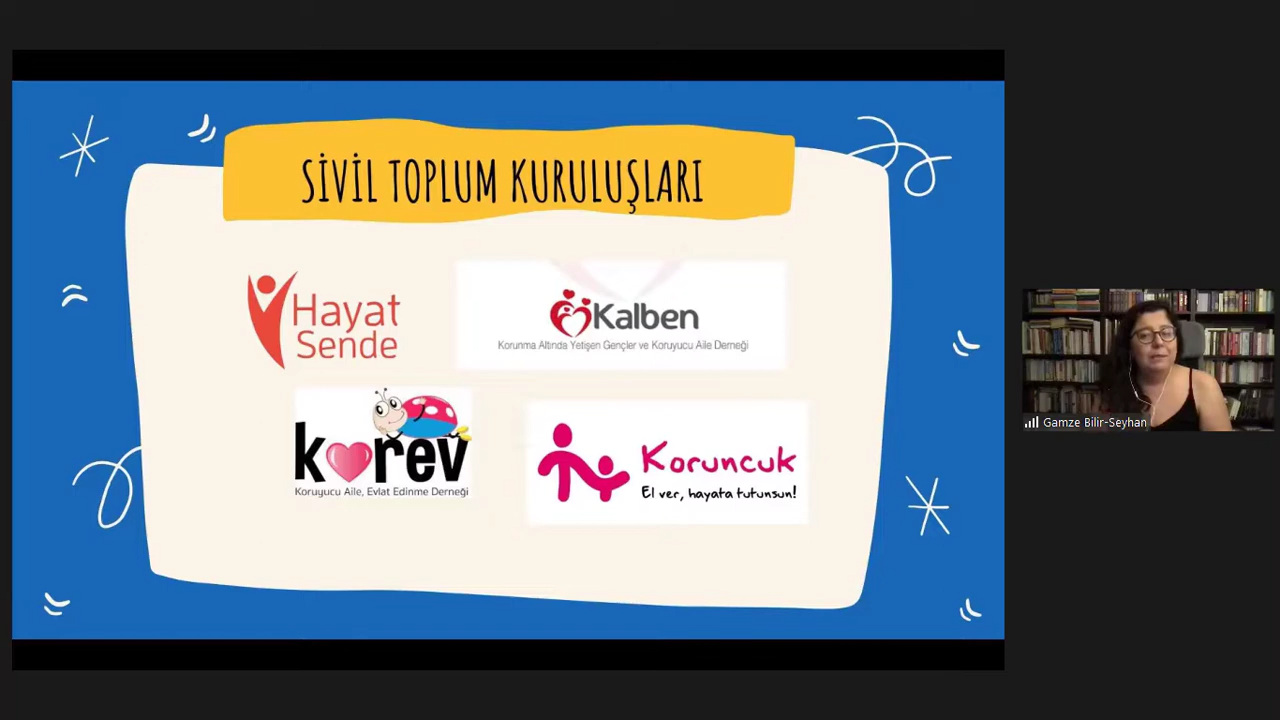 SİVİL TOPLUM KURULUŞLARI
Hayat
Sende
Kalben
Korunma Altında Yetişen Gençler ve Koruyucu Aile Derneği
korev
Koruyucu Aile, Evlat Edinme Derneği
Koruncuk
El ver, hayata tutunsun!
Gamze Bilir-Seyhan